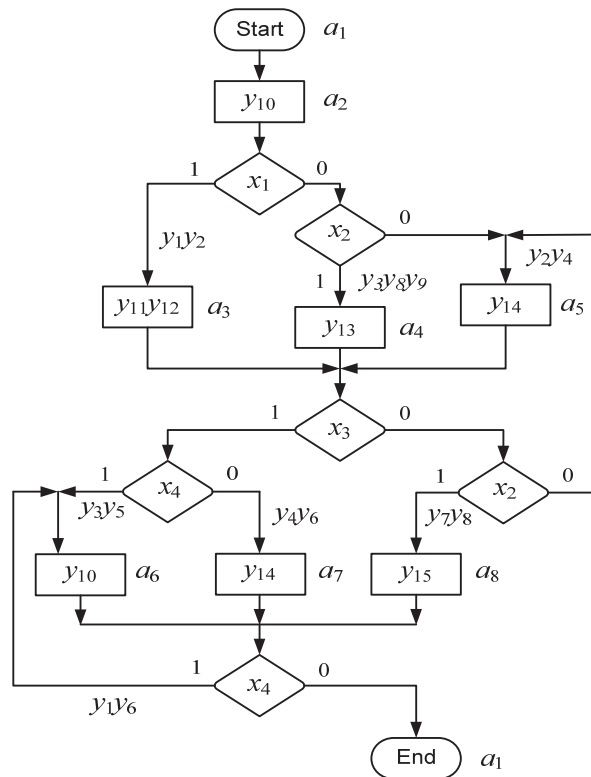 Start a1
y10 a2
1 x1 0
x2 0
y1y2
1 y3y8y9 y2y4
y11y12 a3 y13 a4 y14 a5
1 x3 0
1 x4 0 1 x2 0
y3y5 y4y6 y7y8
y10 a6 y14 a7 y15 a8
1 x4 0
y1y6
End a1